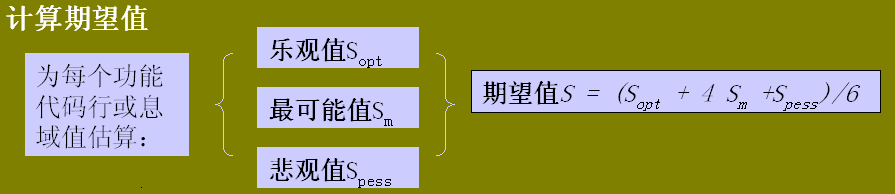 计算期望值
为每个功能
代码行或息
域值估算：
乐观值Sopt
最可能值Sm
悲观值Spess
期望值S = (Sopt + 4 Sm +Spess)/6